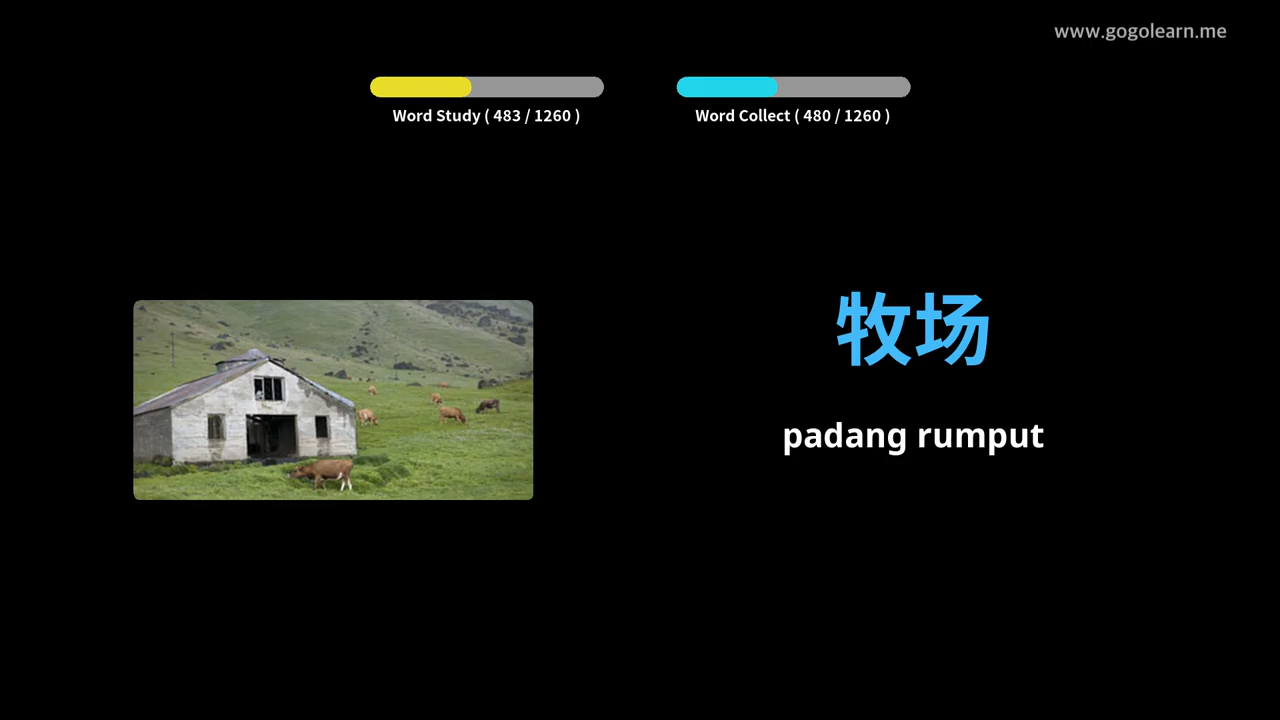 www.gogolearn.me
Word Study ( 483 / 1260 )
Word Collect ( 480 / 1260 )
牧场
padang rumput